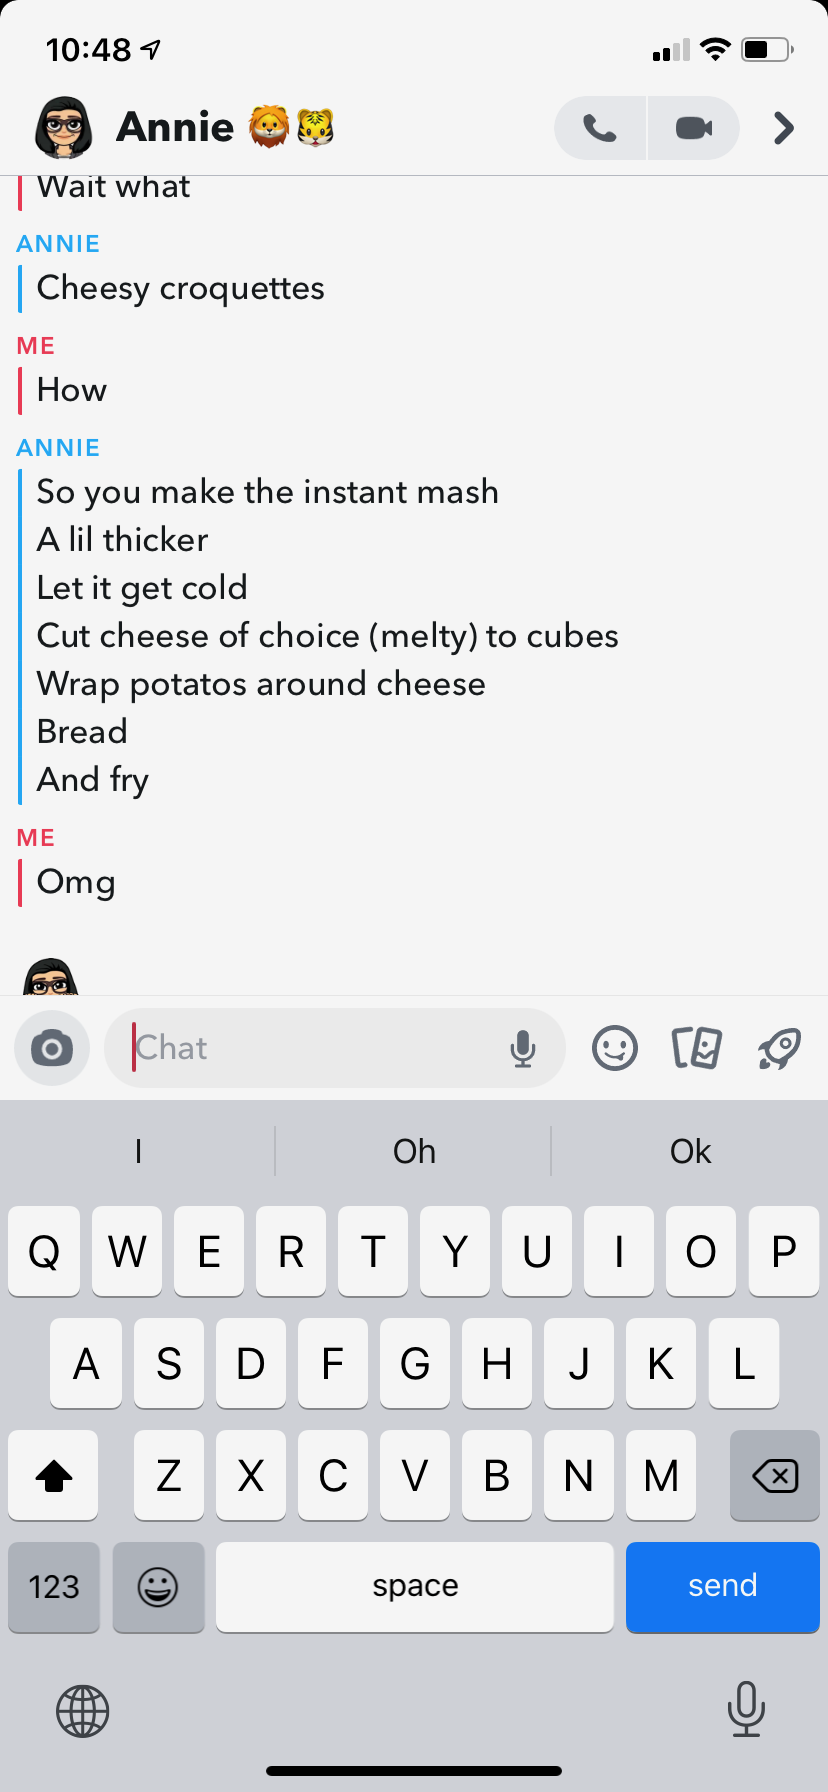 10:48
Annie 🦁🐯
Wait what
ANNIE
Cheesy croquettes
ME
How
ANNIE
So you make the instant mash
A lil thicker
Let it get cold
Cut cheese of choice (melty) to cubes
Wrap potatos around cheese
Bread
And fry
ME
Omg
Chat
I Oh Ok
Q W E R T Y U I O P
A S D F G H J K L
Z X C V B N M
123 space send